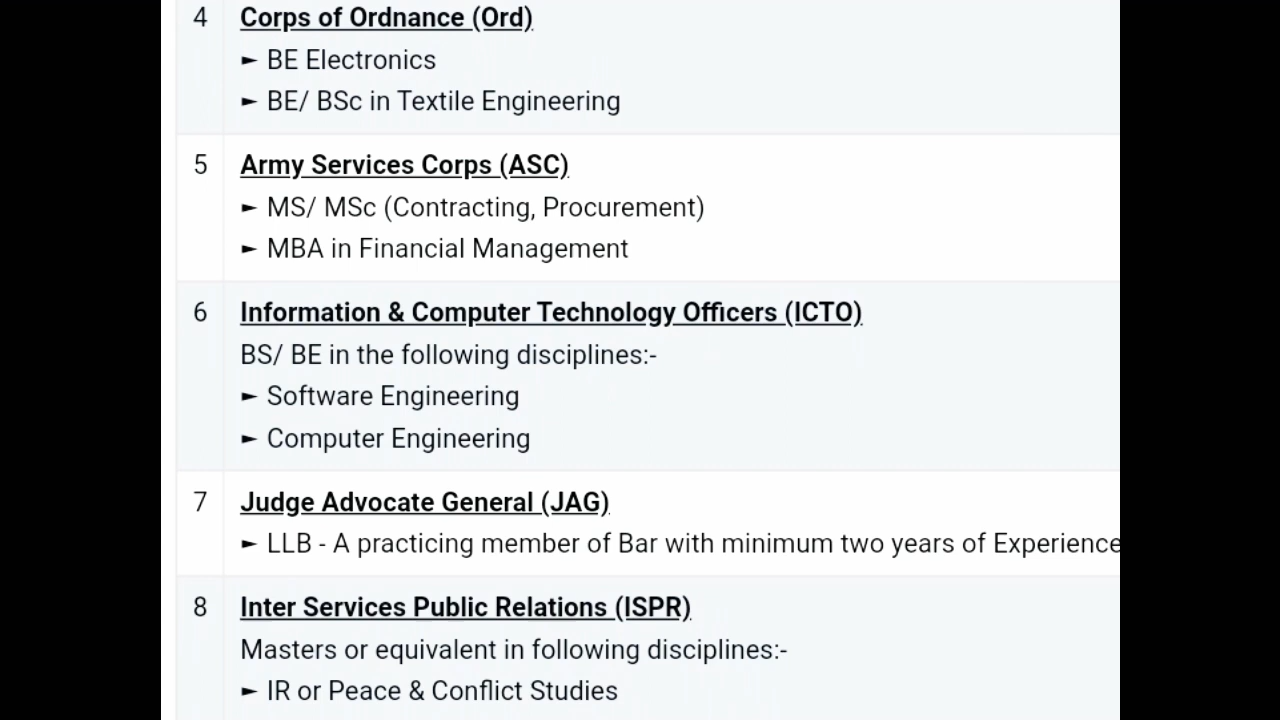 4 Corps of Ordnance (Ord)
► BE Electronics
► BE/ BSc in Textile Engineering
5 Army Services Corps (ASC)
► MS/ MSc (Contracting, Procurement)
► MBA in Financial Management
6 Information & Computer Technology Officers (ICTO)
BS/ BE in the following disciplines:-
► Software Engineering
► Computer Engineering
7 Judge Advocate General (JAG)
► LLB - A practicing member of Bar with minimum two years of Experience
8 Inter Services Public Relations (ISPR)
Masters or equivalent in following disciplines:-
► IR or Peace & Conflict Studies